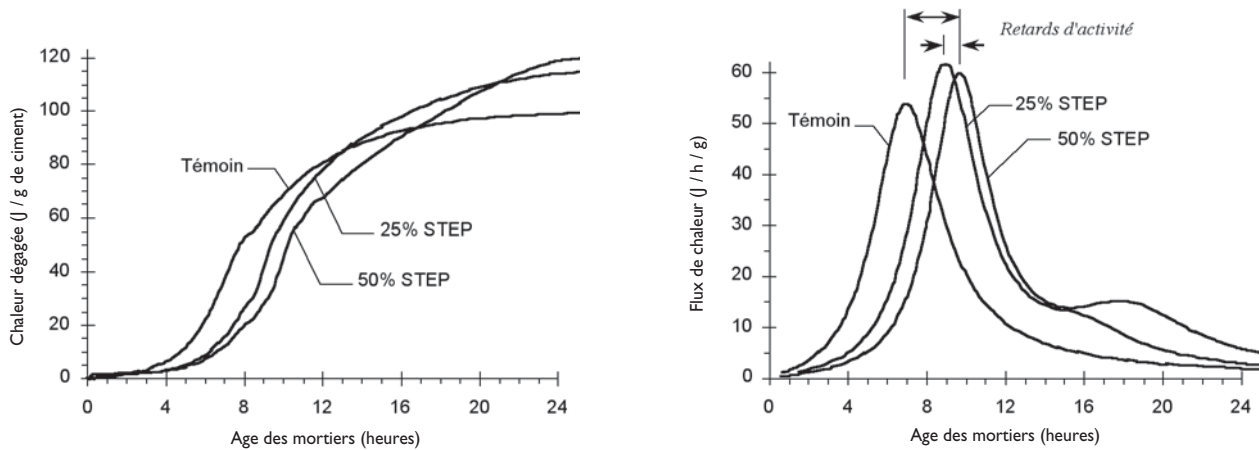 Chaleur dégagée (J / g de ciment)
120
100
80
60
40
20
0
Témoin
25% STEP
50% STEP
0 4 8 12 16 20 24
Age des mortiers (heures)
Retards d'activité
Flux de chaleur (J / h / g)
60
50
40
30
20
10
0
Témoin
25% STEP
50% STEP
0 4 8 12 16 20 24
Age des mortiers (heures)